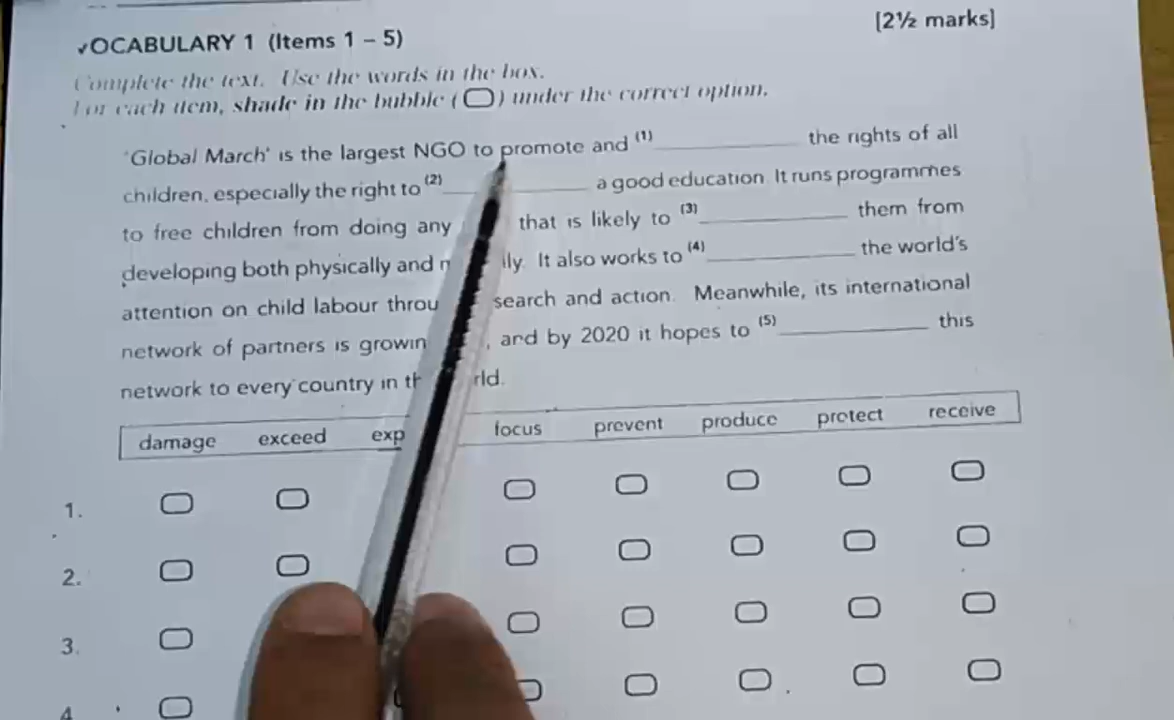 VOCABULARY 1 (Items 1 – 5)
[2½ marks]
Complete the text. Use the words in the box.
For each item, shade in the bubble ( ) under the correct option.
'Global March' is the largest NGO to promote and (1)__________ the rights of all
children, especially the right to (2)__________ a good education. It runs programmes
to free children from doing any that is likely to (3)__________ them from
developing both physically and ily. It also works to (4)__________ the world's
attention on child labour throu search and action. Meanwhile, its international
network of partners is growin , and by 2020 it hopes to (5)__________ this
network to every country in th rld.
damage exceed exp focus prevent produce protect receive
1.
2.
3.
4